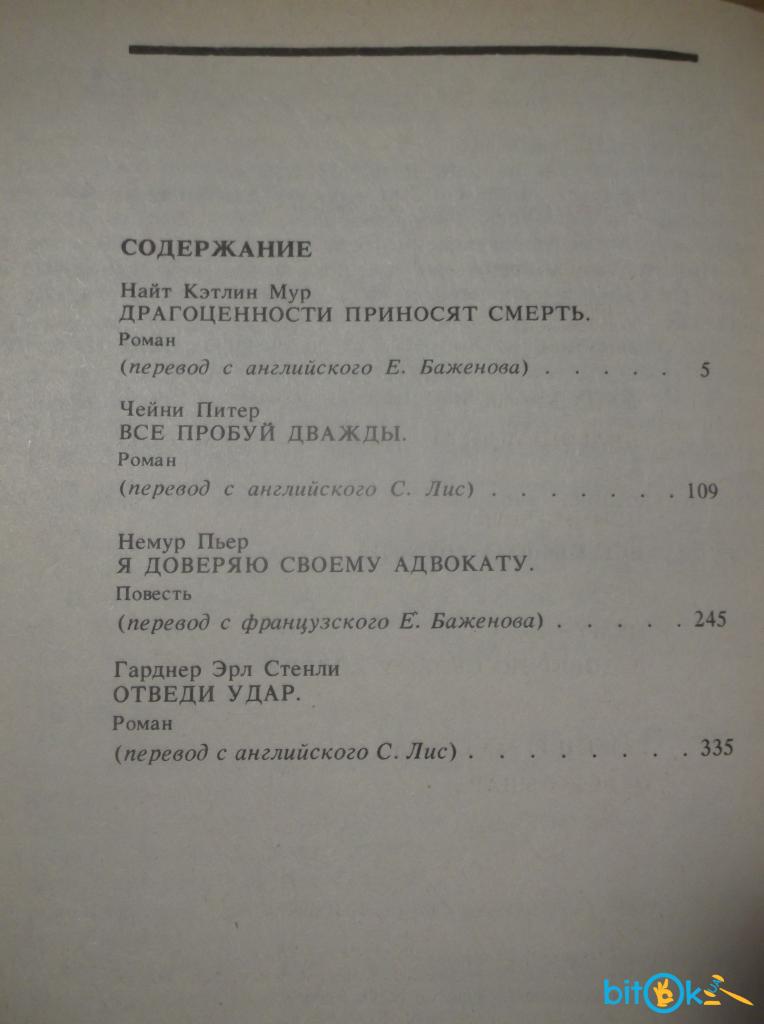 СОДЕРЖАНИЕ
Найт Кэтлин Мур
ДРАГОЦЕННОСТИ ПРИНОСЯТ СМЕРТЬ.
Роман
(перевод с английского Е. Баженова) . . . . . 5
Чейни Питер
ВСЕ ПРОБУЙ ДВАЖДЫ.
Роман
(перевод с английского С. Лис) . . . . . . . 109
Немур Пьер
Я ДОВЕРЯЮ СВОЕМУ АДВОКАТУ.
Повесть
(перевод с французского Е. Баженова) . . . . . 245
Гарднер Эрл Стенли
ОТВЕДИ УДАР.
Роман
(перевод с английского С. Лис) . . . . . . . . 335
bitOk UA